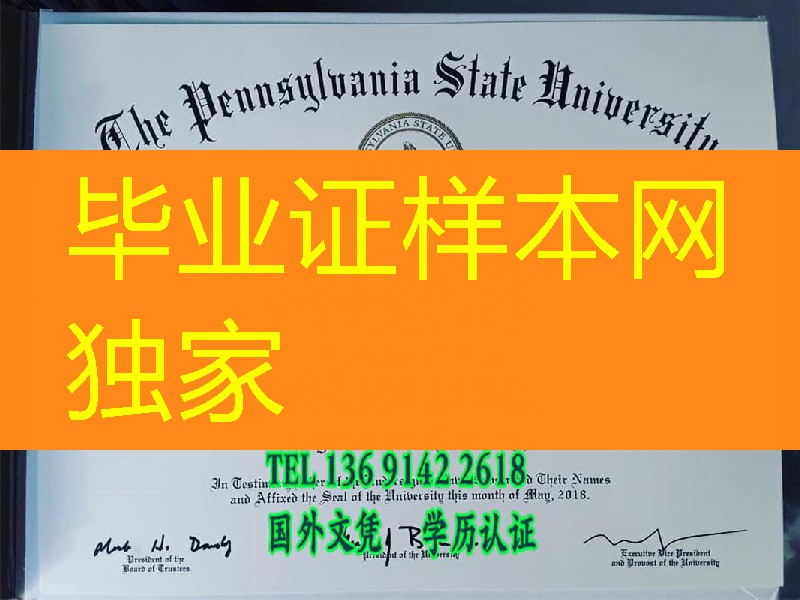 The Pennsylvania State University
毕业证样本网
独家
TEL 136 9142 2618
Their Names
and Affixed the Seal of the University this month of May, 2018.
国外文凭 学历认证
President of the
Board of Trustees
President of the University
Executive Vice President
and Provost of the University